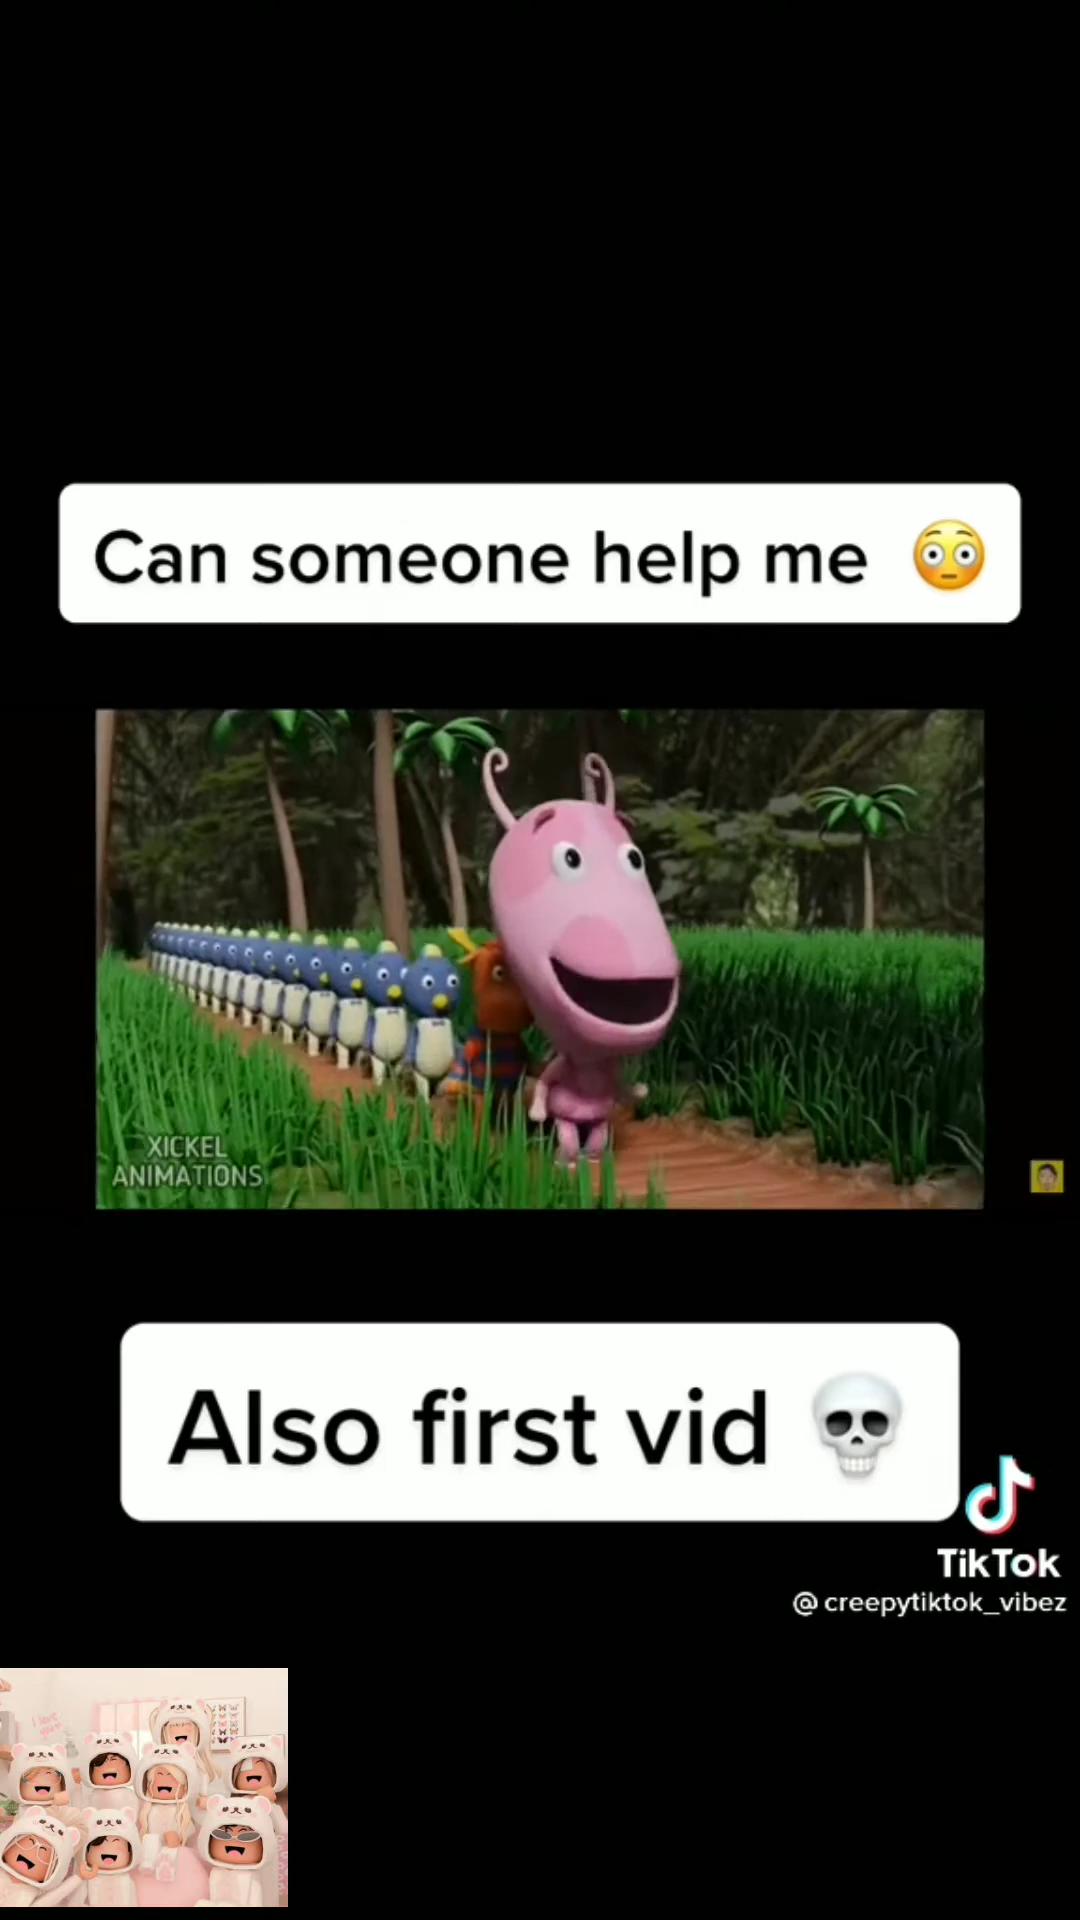 Can someone help me 😳
XICKEL
ANIMATIONS
Also first vid 💀
TikTok
@creepytiktok_vibez